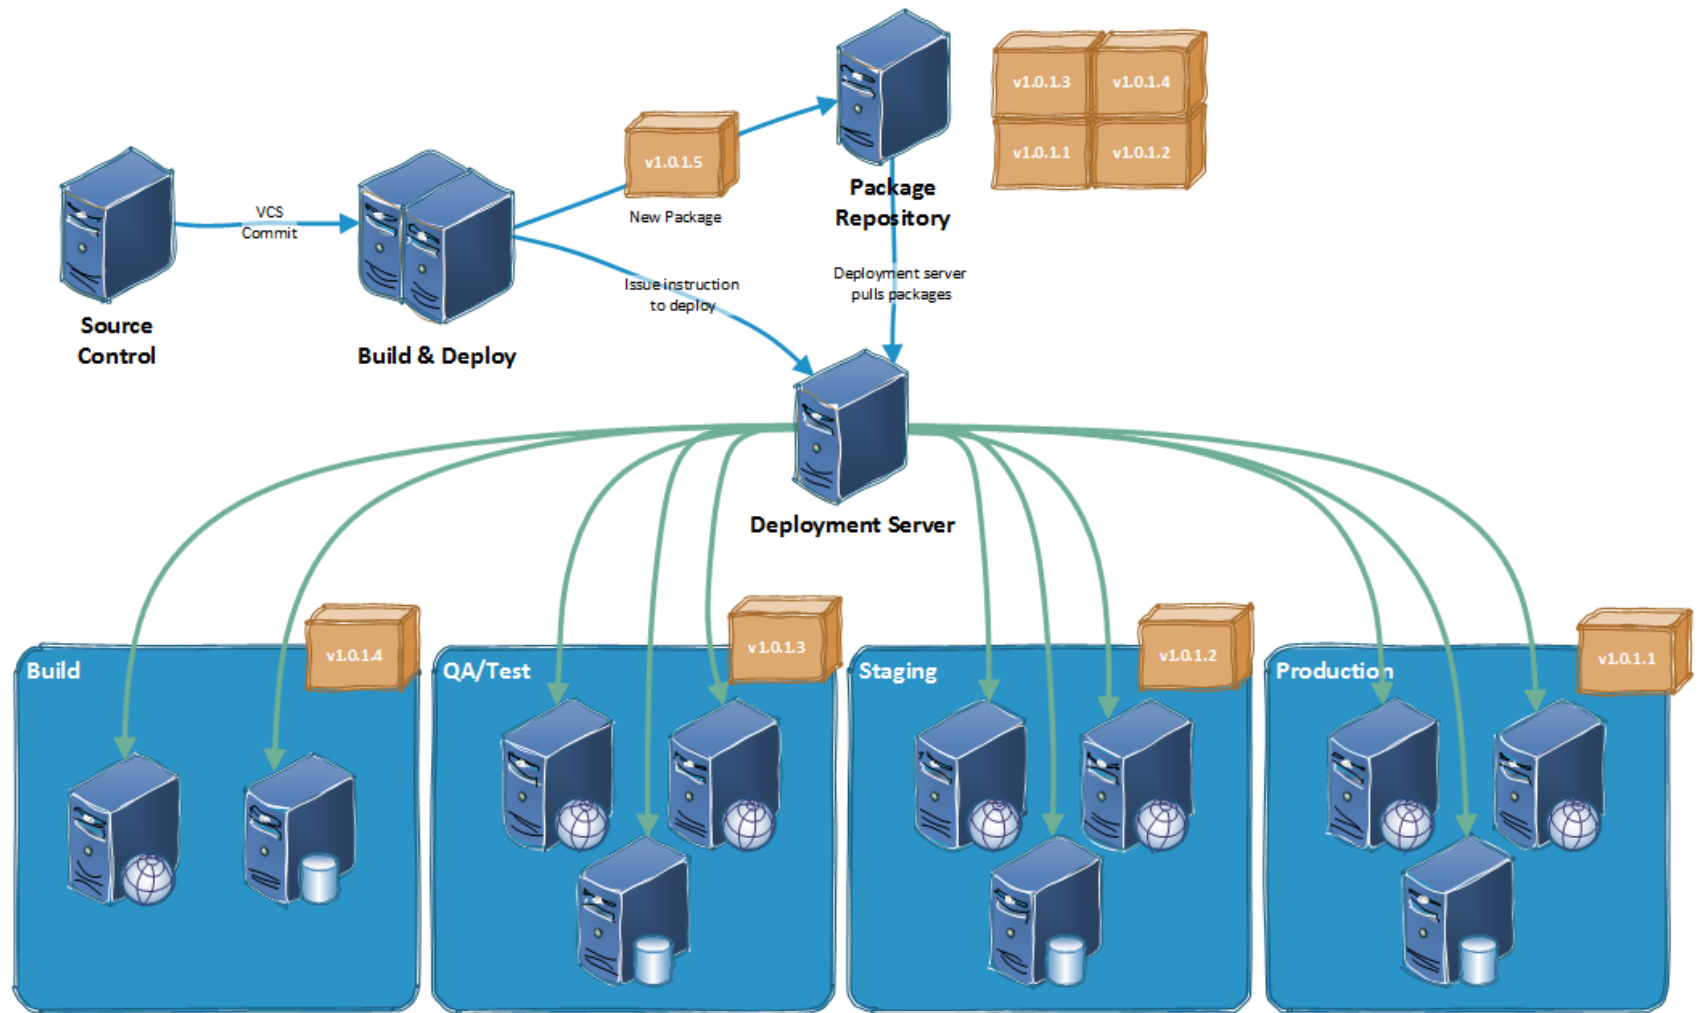 v1.0.1.3
v1.0.1.4
v1.0.1.1
v1.0.1.2
v1.0.1.5
New Package
Package
Repository
VCS
Commit
Source
Control
Build & Deploy
Issue instruction
to deploy
Deployment server
pulls packages
Deployment Server
Build
v1.0.1.4
QA/Test
v1.0.1.3
Staging
v1.0.1.2
Production
v1.0.1.1